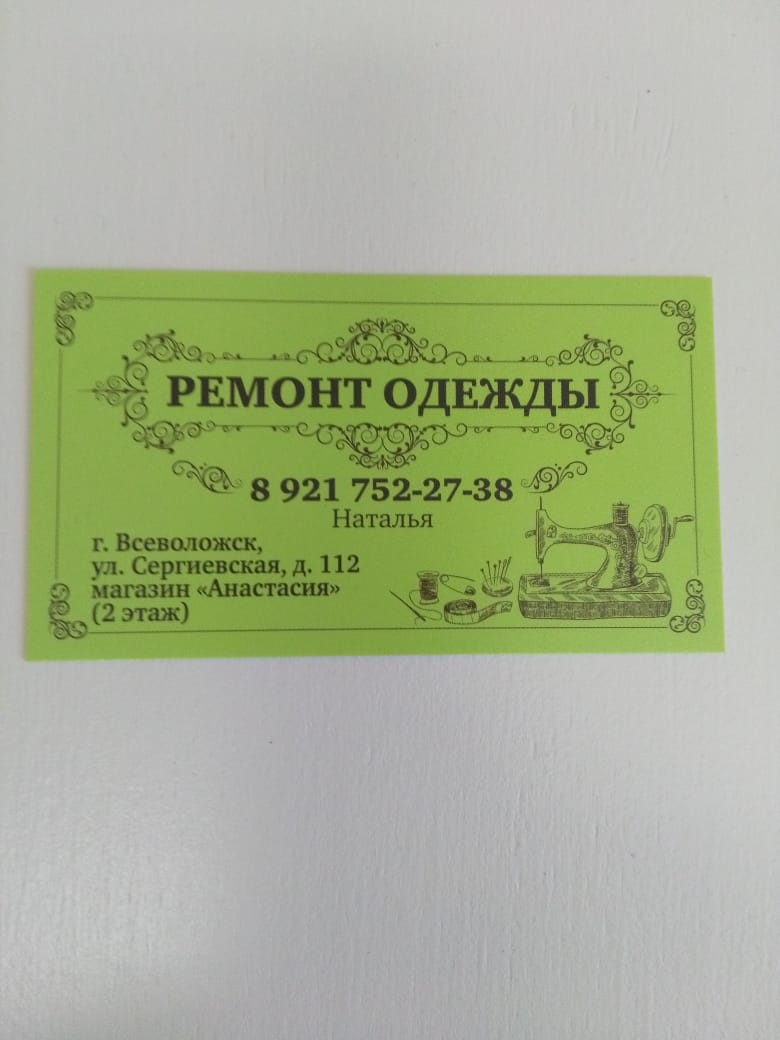 РЕМОНТ ОДЕЖДЫ
8 921 752-27-38
Наталья
г. Всеволожск,
ул. Сергиевская, д. 112
магазин «Анастасия»
(2 этаж)